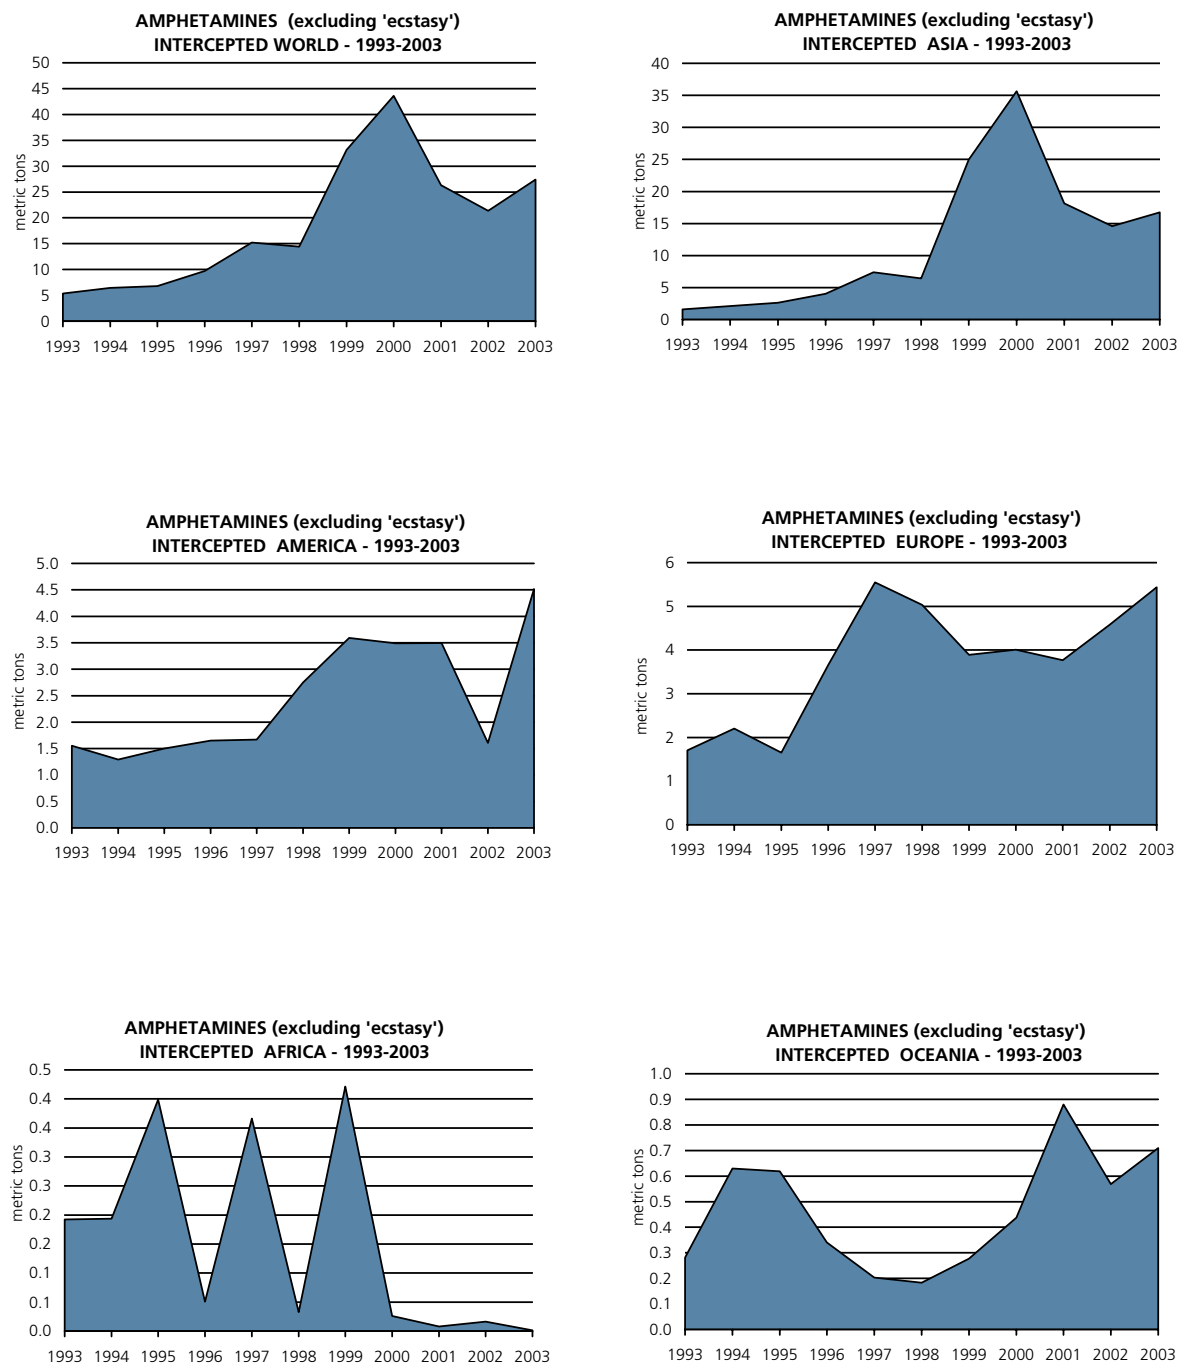 AMPHETAMINES (excluding 'ecstasy')
INTERCEPTED WORLD - 1993-2003
metric tons
50
45
40
35
30
25
20
15
10
5
0
1993 1994 1995 1996 1997 1998 1999 2000 2001 2002 2003
AMPHETAMINES (excluding 'ecstasy')
INTERCEPTED ASIA - 1993-2003
metric tons
40
35
30
25
20
15
10
5
0
1993 1994 1995 1996 1997 1998 1999 2000 2001 2002 2003
AMPHETAMINES (excluding 'ecstasy')
INTERCEPTED AMERICA - 1993-2003
metric tons
5.0
4.5
4.0
3.5
3.0
2.5
2.0
1.5
1.0
0.5
0.0
1993 1994 1995 1996 1997 1998 1999 2000 2001 2002 2003
AMPHETAMINES (excluding 'ecstasy')
INTERCEPTED EUROPE - 1993-2003
metric tons
6
5
4
3
2
1
0
1993 1994 1995 1996 1997 1998 1999 2000 2001 2002 2003
AMPHETAMINES (excluding 'ecstasy')
INTERCEPTED AFRICA - 1993-2003
metric tons
0.5
0.4
0.4
0.3
0.3
0.2
0.2
0.1
0.1
0.0
1993 1994 1995 1996 1997 1998 1999 2000 2001 2002 2003
AMPHETAMINES (excluding 'ecstasy')
INTERCEPTED OCEANIA - 1993-2003
metric tons
1.0
0.9
0.8
0.7
0.6
0.5
0.4
0.3
0.2
0.1
0.0
1993 1994 1995 1996 1997 1998 1999 2000 2001 2002 2003